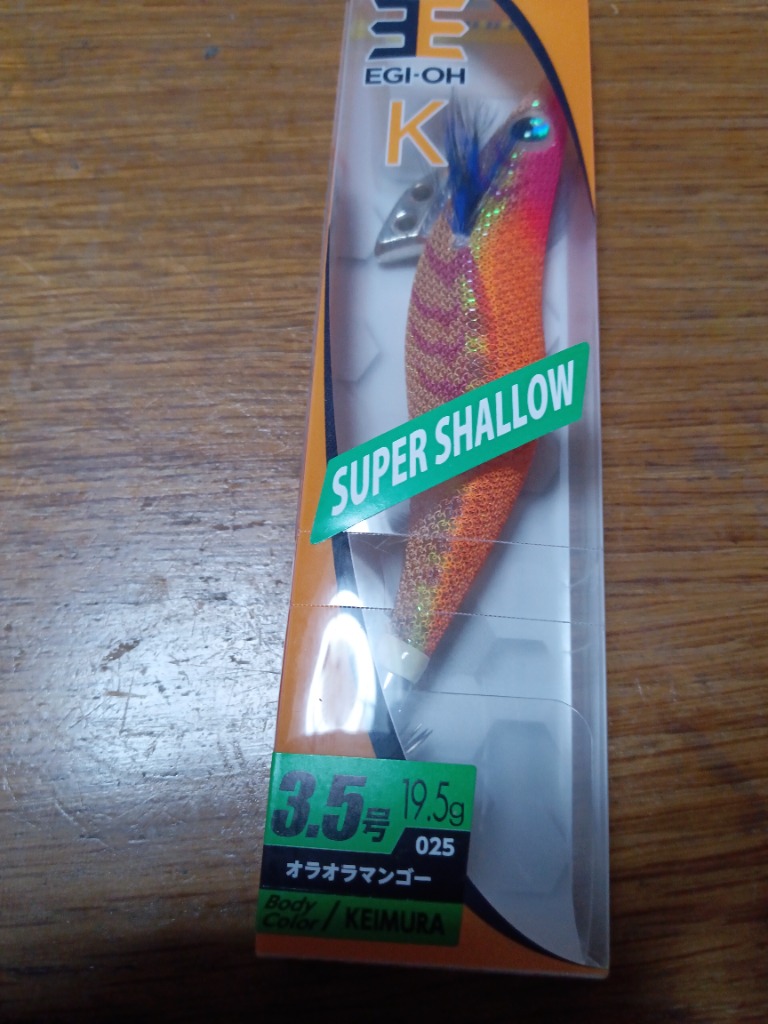 EGI-OH
K
SUPER SHALLOW
3.5号 19.5g
025
オラオラマンゴー
Body Color / KEIMURA